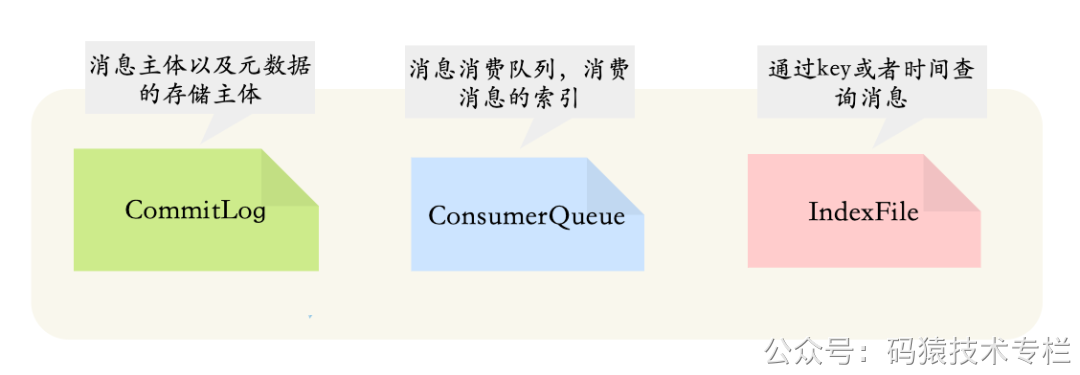 消息主体以及元数据
的存储主体
消息消费队列，消费
消息的索引
通过key或者时间查
询消息
CommitLog
ConsumerQueue
IndexFile
公众号：码猿技术专栏